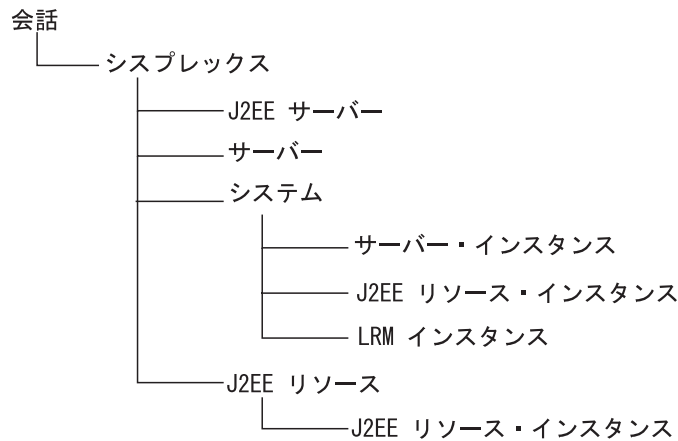 会話
シスプレックス
J2EE サーバー
サーバー
システム
サーバー・インスタンス
J2EE リソース・インスタンス
LRM インスタンス
J2EE リソース
J2EE リソース・インスタンス